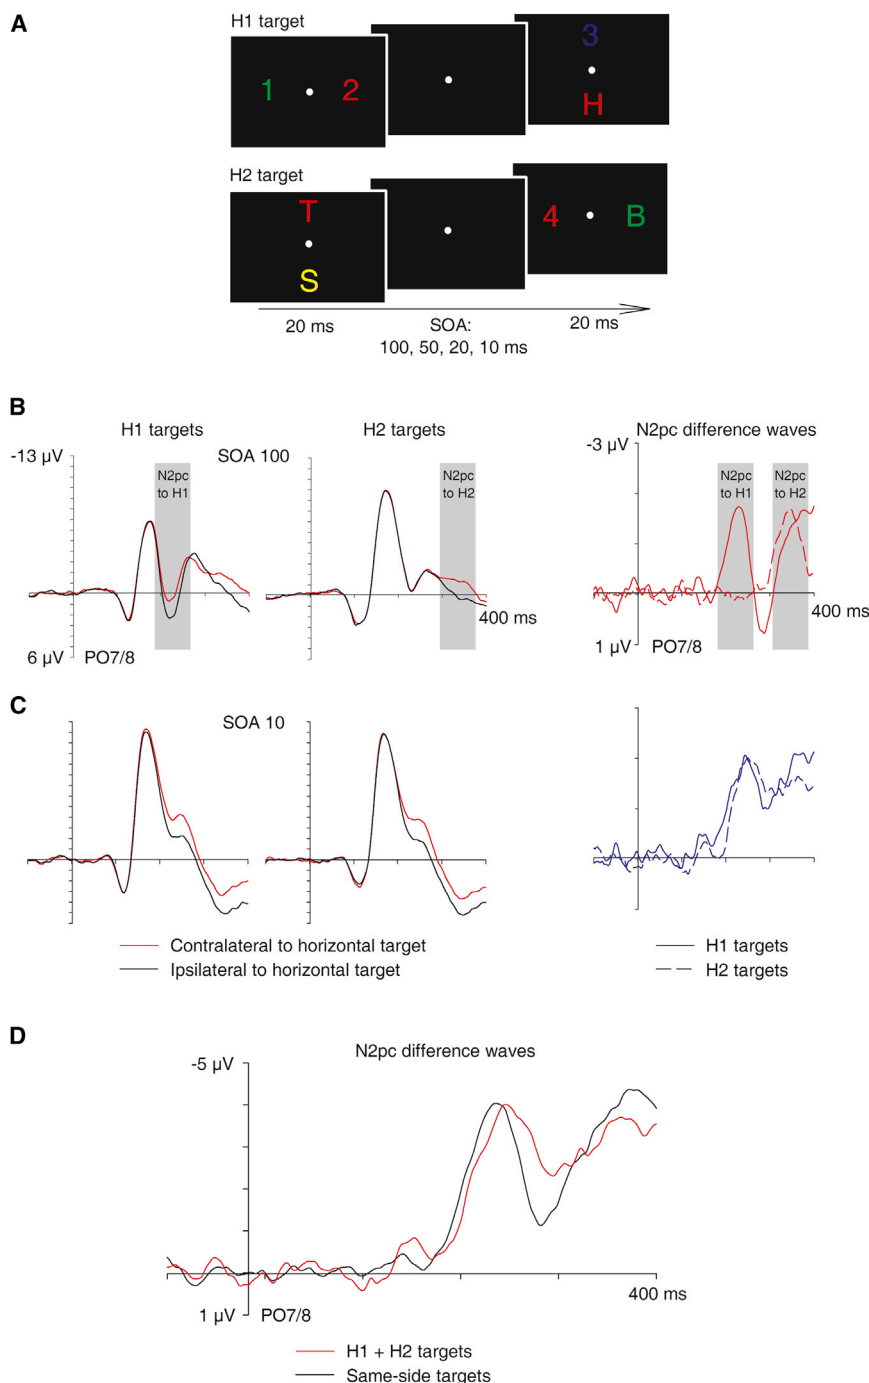 A
H1 target
1 2
3
H
H2 target
T
S
4 B
20 ms SOA: 20 ms
100, 50, 20, 10 ms
B
H1 targets H2 targets N2pc difference waves
-13 µV SOA 100 -3 µV
N2pc to H1
N2pc to H2
N2pc to H1
N2pc to H2
400 ms 400 ms
6 µV PO7/8 1 µV PO7/8
C
SOA 10
Contralateral to horizontal target
Ipsilateral to horizontal target
H1 targets
H2 targets
D
N2pc difference waves
-5 µV
400 ms
1 µV PO7/8
H1 + H2 targets
Same-side targets